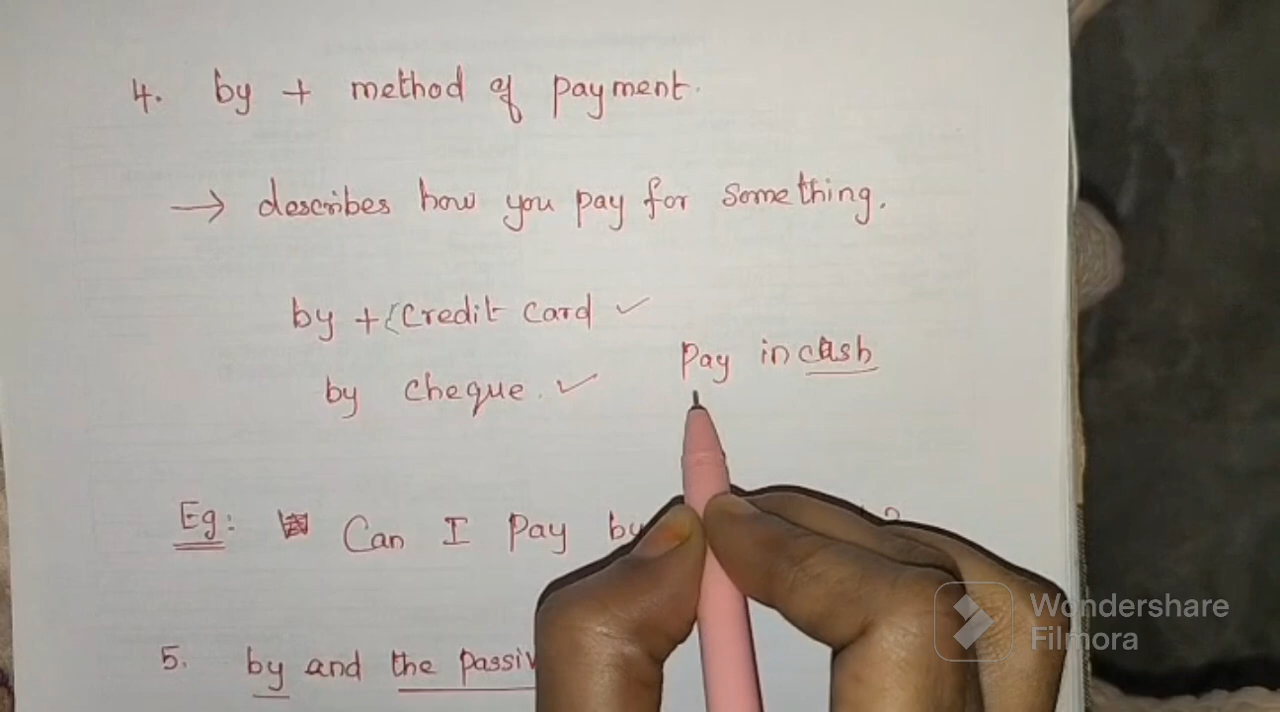 4. by + method of payment.
→ describes how you pay for something.
by + (Credit Card ✓
by cheque. ✓
Pay in cash
Eg: Can I Pay by ?
5. by and the
Wondershare
Filmora